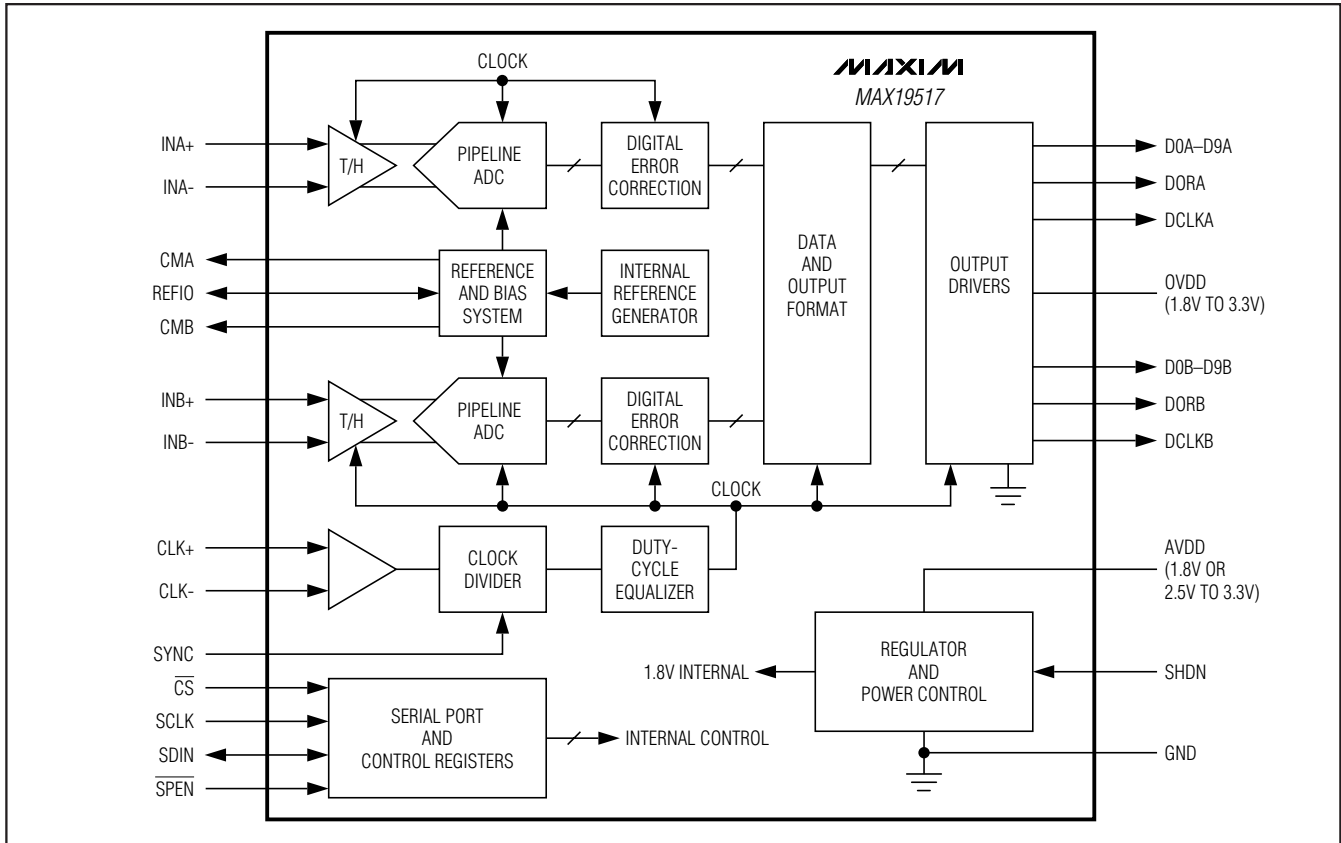 CLOCK
MAXIM
MAX19517
INA+
INA-
T/H
PIPELINE
ADC
DIGITAL
ERROR
CORRECTION
DATA
AND
OUTPUT
FORMAT
OUTPUT
DRIVERS
D0A–D9A
DORA
DCLKA
CMA
REFIO
CMB
REFERENCE
AND BIAS
SYSTEM
INTERNAL
REFERENCE
GENERATOR
OVDD
(1.8V TO 3.3V)
INB+
INB-
T/H
PIPELINE
ADC
DIGITAL
ERROR
CORRECTION
D0B–D9B
DORB
DCLKB
CLOCK
CLK+
CLK-
CLOCK
DIVIDER
DUTY-
CYCLE
EQUALIZER
AVDD
(1.8V OR
2.5V TO 3.3V)
SYNC
1.8V INTERNAL
REGULATOR
AND
POWER CONTROL
SHDN
GND
CS
SCLK
SDIN
SPEN
SERIAL PORT
AND
CONTROL REGISTERS
INTERNAL CONTROL